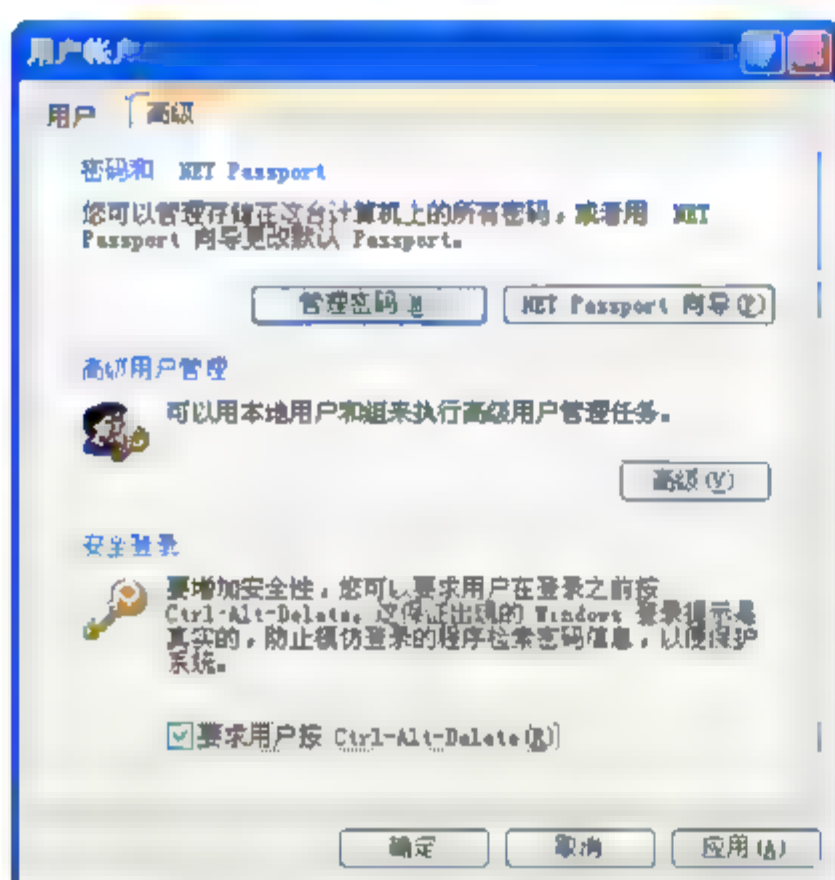 用户帐户
用户 高级
密码和 NET Passport
您可以管理存储在这台计算机上的所有密码，或者用 NET
Passport 向导更改默认 Passport。
管理密码 M NET Passport 向导(P)
高级用户管理
可以用本地用户和组来执行高级用户管理任务。
高级(V)
安全登录
要增加安全性，您可以要求用户在登录之前按
Ctrl-Alt-Delete。这保证出现的 Windows 登录提示是
真实的，防止模仿登录的程序检索密码信息，以便保护
系统。
要求用户按 Ctrl-Alt-Delete(R)
确定 取消 应用(A)